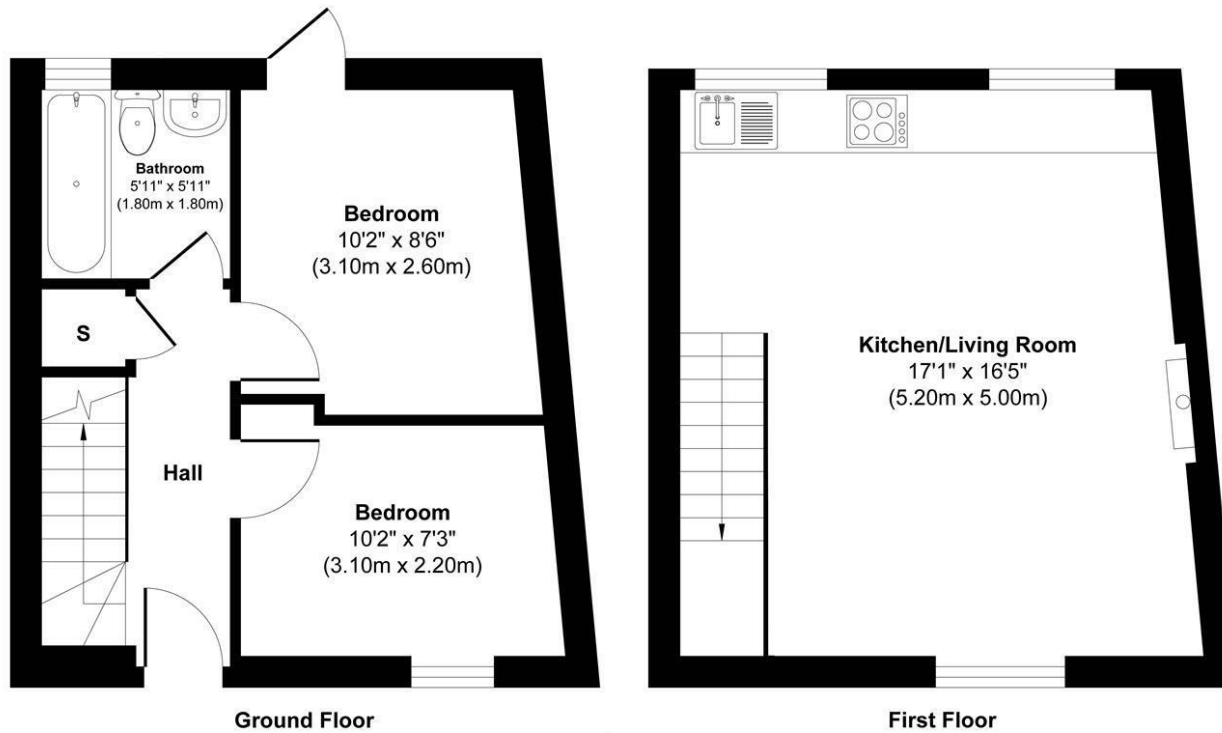 Bathroom
5'11" x 5'11"
(1.80m x 1.80m)
Bedroom
10'2" x 8'6"
(3.10m x 2.60m)
S
Hall
Bedroom
10'2" x 7'3"
(3.10m x 2.20m)
Ground Floor
Kitchen/Living Room
17'1" x 16'5"
(5.20m x 5.00m)
First Floor